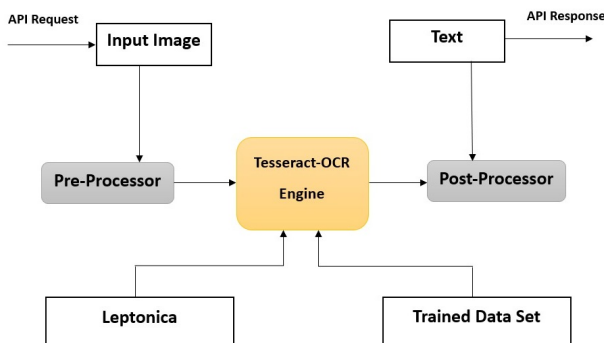 API Request
Input Image
Text
API Response
Pre-Processor
Tesseract-OCR
Engine
Post-Processor
Leptonica
Trained Data Set